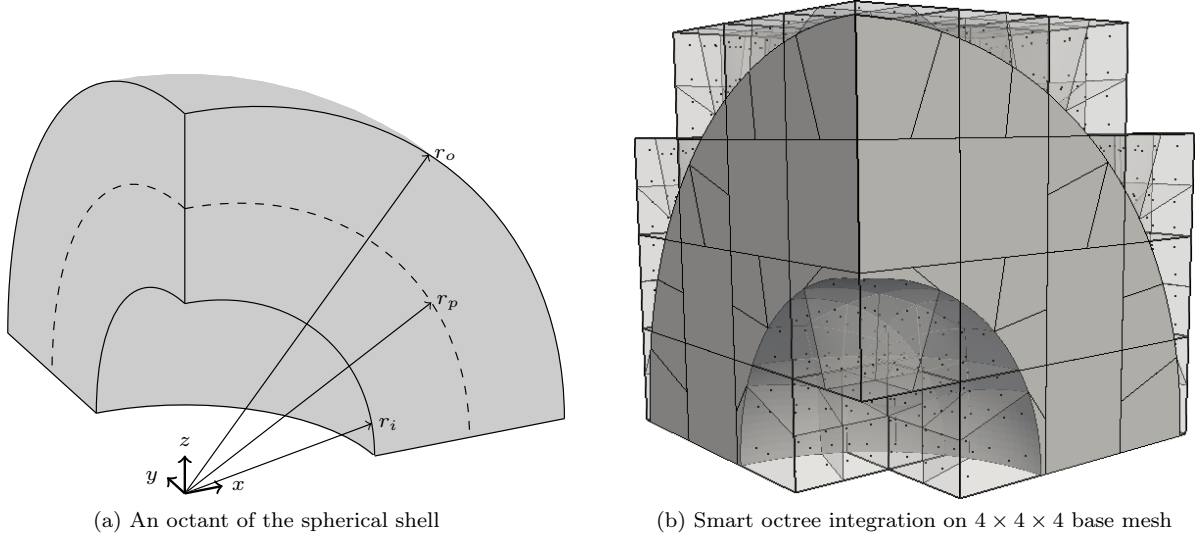 r_o
r_p
r_i
z
y
x
(a) An octant of the spherical shell
(b) Smart octree integration on 4 × 4 × 4 base mesh